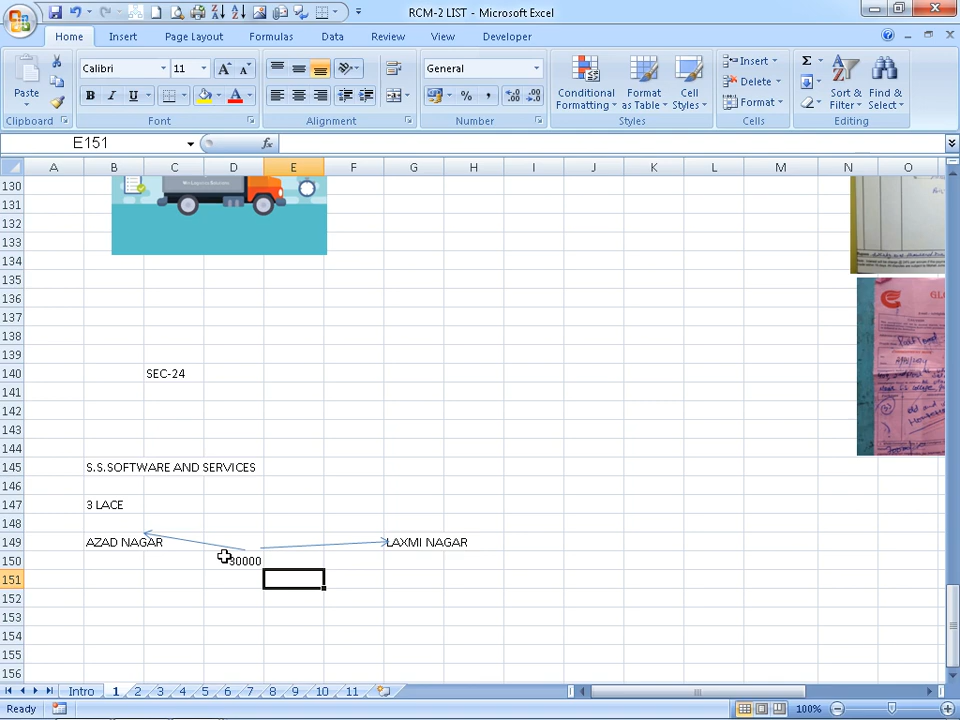 RCM-2 LIST - Microsoft Excel
Home Insert Page Layout Formulas Data Review View Developer
Calibri 11 General
Paste
Conditional Formatting
Format as Table
Cell Styles
Insert
Delete
Format
Sort & Filter
Find & Select
Clipboard Font Alignment Number Styles Cells Editing
E151
A B C D E F G H I J K L M N O
130
131
132
133
134
135
136
137
138
139
140 SEC-24
141
142
143
144
145 S.S.SOFTWARE AND SERVICES
146
147 3 LACE
148
149 AZAD NAGAR LAXMI NAGAR
150 30000
151
152
153
154
155
156
Intro 1 2 3 4 5 6 7 8 9 10 11
Ready 100%